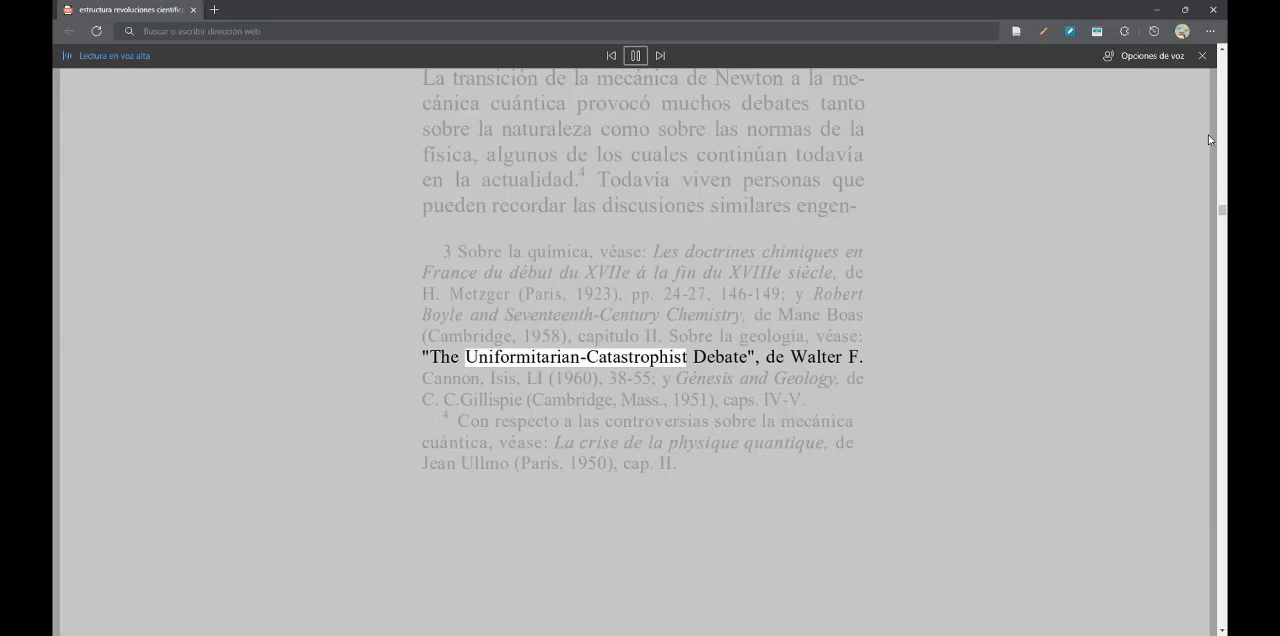 estructura revoluciones científica
Buscar o escribir dirección web
Lectura en voz alta
Opciones de voz
La transición de la mecánica de Newton a la me-
cánica cuántica provocó muchos debates tanto
sobre la naturaleza como sobre las normas de la
física, algunos de los cuales continúan todavía
en la actualidad.4 Todavía viven personas que
pueden recordar las discusiones similares engen-
3 Sobre la química, véase: Les doctrines chimiques en
France du début du XVIIe á la fin du XVIIIe siècle, de
H. Metzger (París, 1923), pp. 24-27, 146-149; y Robert
Boyle and Seventeenth-Century Chemistry, de Mane Boas
(Cambridge, 1958), capítulo II. Sobre la geología, véase:
"The Uniformitarian-Catastrophist Debate", de Walter F.
Cannon, Isis, LI (1960), 38-55; y Génesis and Geology, de
C. C.Gillispie (Cambridge, Mass., 1951), caps. IV-V.
4 Con respecto a las controversias sobre la mecánica
cuántica, véase: La crise de la physique quantique, de
Jean Ullmo (París, 1950), cap. II.